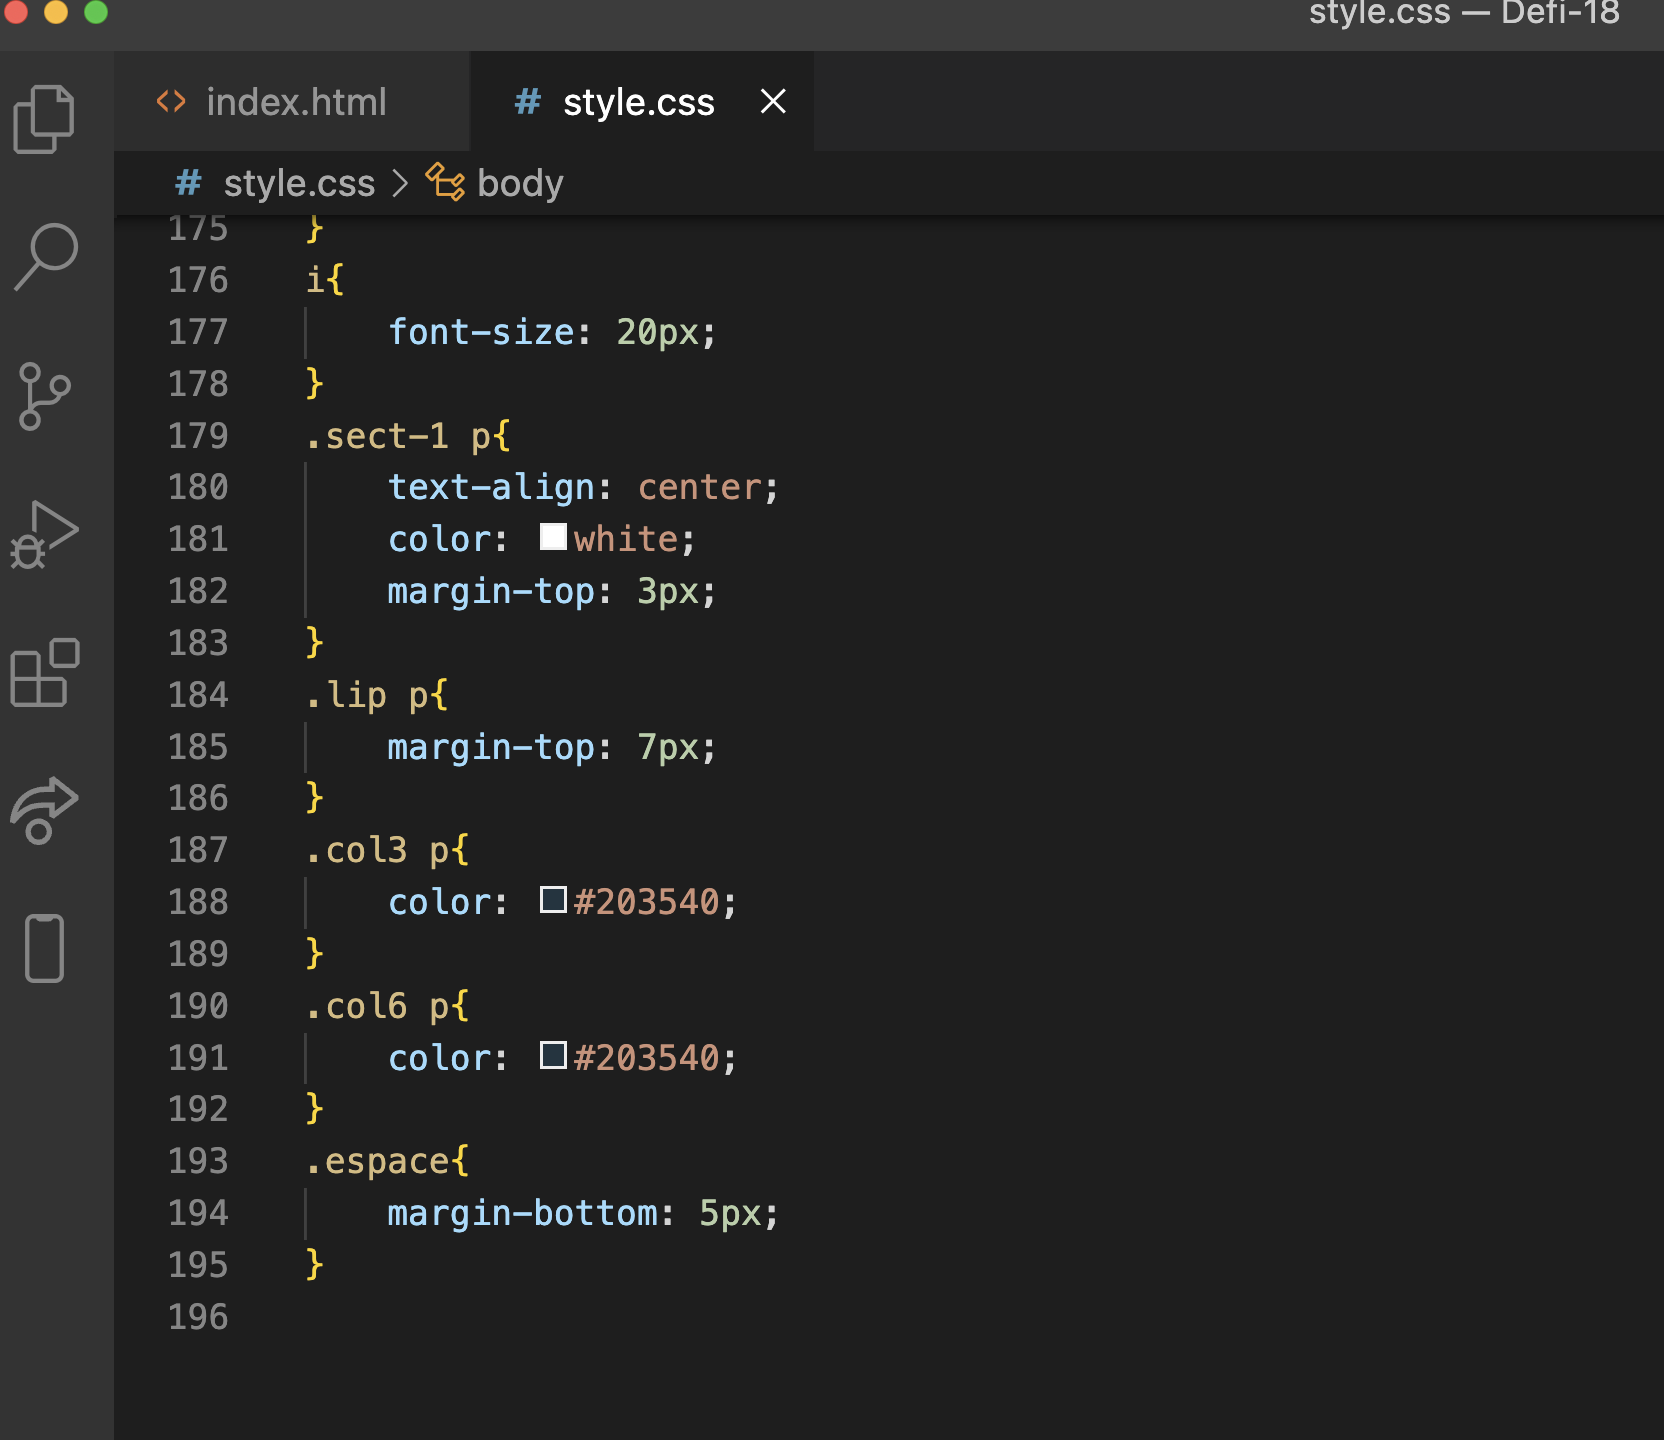 style.css — Defi-18
<> index.html # style.css ×
# style.css > body
175 }
176 i{
177 font-size: 20px;
178 }
179 .sect-1 p{
180 text-align: center;
181 color: white;
182 margin-top: 3px;
183 }
184 .lip p{
185 margin-top: 7px;
186 }
187 .col3 p{
188 color: #203540;
189 }
190 .col6 p{
191 color: #203540;
192 }
193 .espace{
194 margin-bottom: 5px;
195 }
196